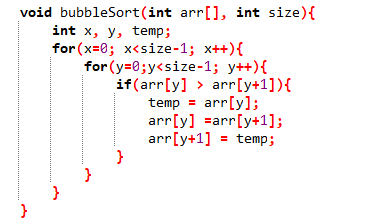 void bubbleSort(int arr[], int size){
    int x, y, temp;
    for(x=0; x<size-1; x++){
        for(y=0;y<size-1; y++){
            if(arr[y] > arr[y+1]){
                temp = arr[y];
                arr[y] =arr[y+1];
                arr[y+1] = temp;
            }
        }
    }
}